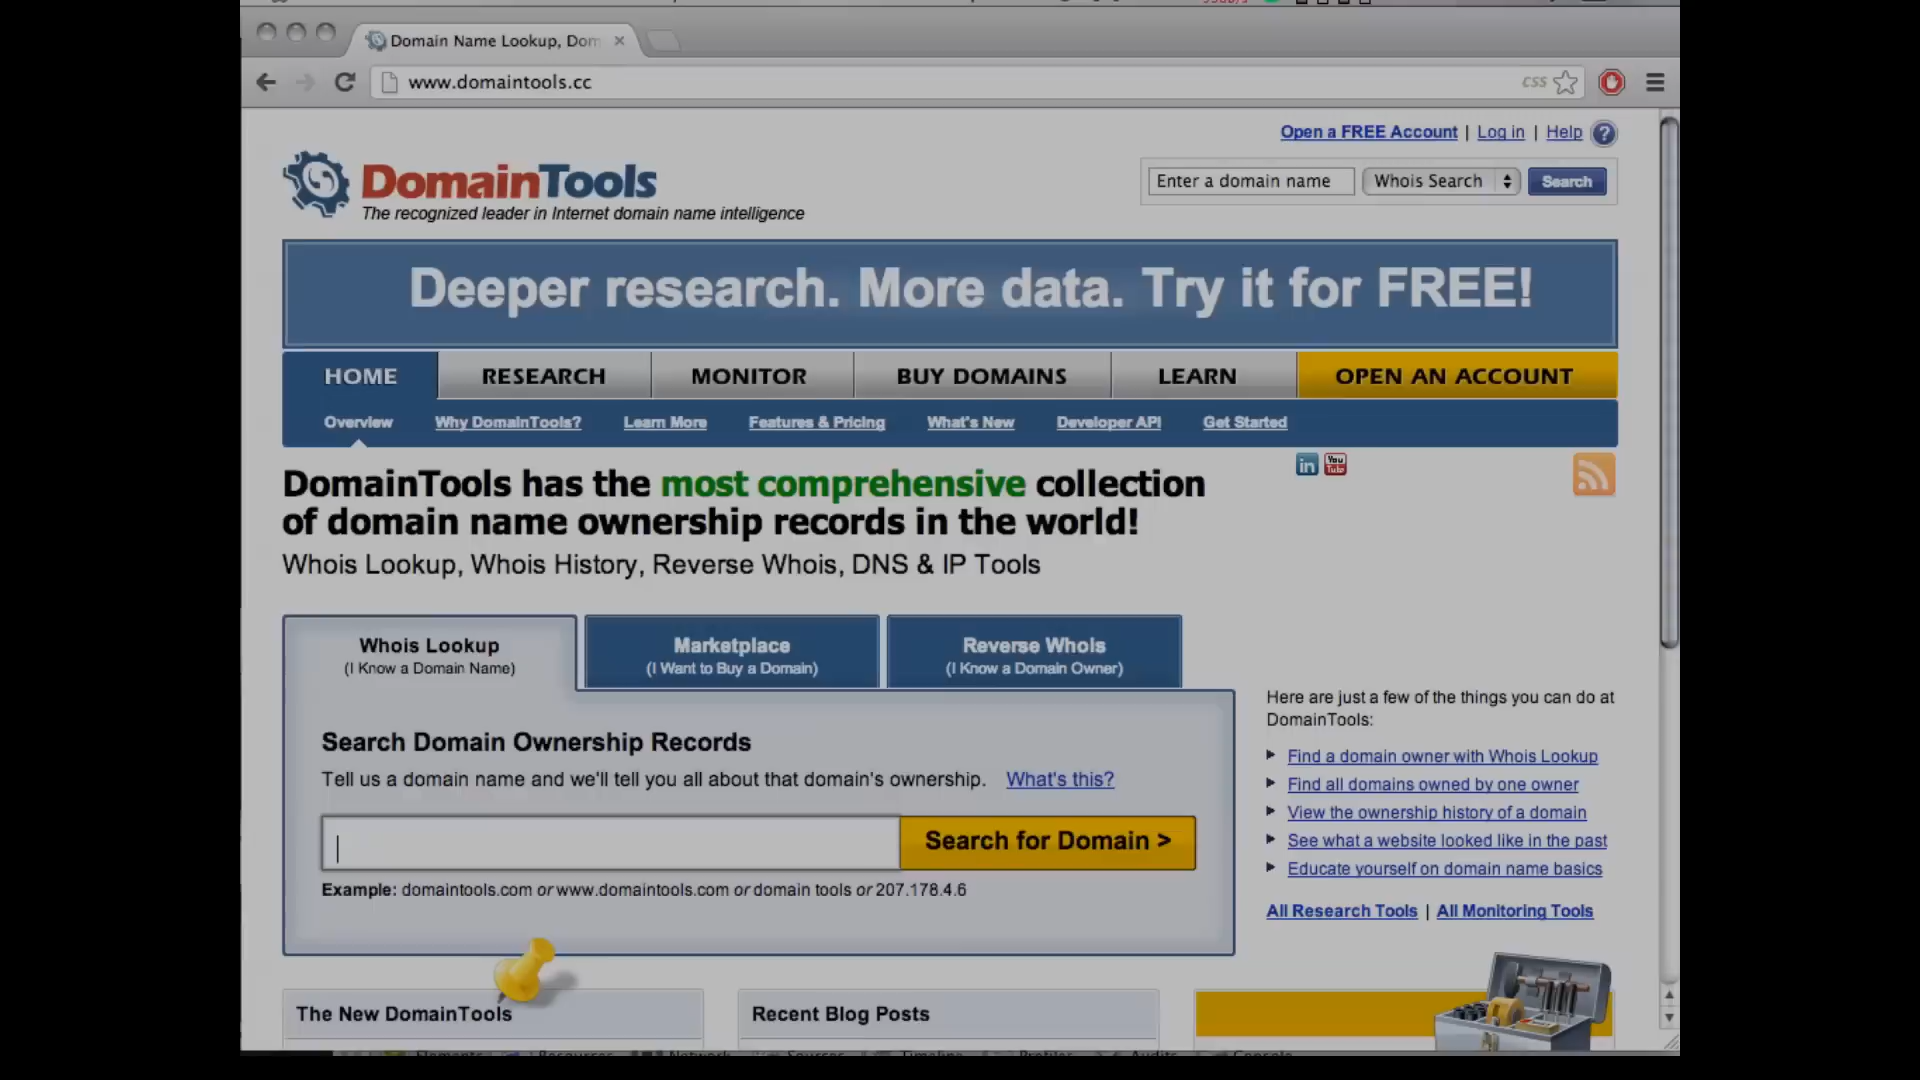 Domain Name Lookup, Dom
www.domaintools.cc
CSS
Open a FREE Account | Log in | Help ?
DomainTools
The recognized leader in Internet domain name intelligence
Enter a domain name Whois Search Search
Deeper research. More data. Try it for FREE!
HOME RESEARCH MONITOR BUY DOMAINS LEARN OPEN AN ACCOUNT
Overview Why DomainTools? Learn More Features & Pricing What's New Developer API Get Started
DomainTools has the most comprehensive collection
of domain name ownership records in the world!
in You Tube
Whois Lookup, Whois History, Reverse Whois, DNS & IP Tools
Whois Lookup
(I Know a Domain Name)
Marketplace
(I Want to Buy a Domain)
Reverse Whois
(I Know a Domain Owner)
Search Domain Ownership Records
Tell us a domain name and we'll tell you all about that domain's ownership. What's this?
Search for Domain >
Example: domaintools.com or www.domaintools.com or domain tools or 207.178.4.6
Here are just a few of the things you can do at
DomainTools:
Find a domain owner with Whois Lookup
Find all domains owned by one owner
View the ownership history of a domain
See what a website looked like in the past
Educate yourself on domain name basics
All Research Tools | All Monitoring Tools
The New DomainTools
Recent Blog Posts